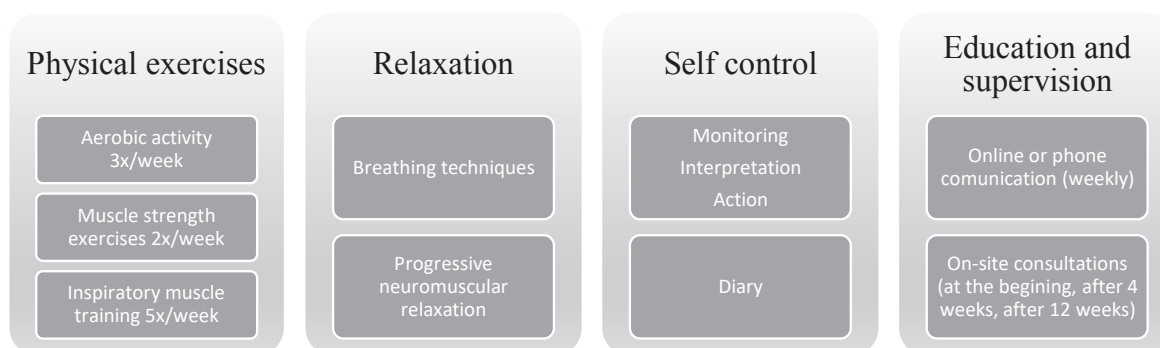 Physical exercises
Aerobic activity
3x/week
Muscle strength
exercises 2x/week
Inspiratory muscle
training 5x/week
Relaxation
Breathing techniques
Progressive
neuromuscular
relaxation
Self control
Monitoring
Interpretation
Action
Diary
Education and
supervision
Online or phone
comunication (weekly)
On-site consultations
(at the begining, after 4
weeks, after 12 weeks)